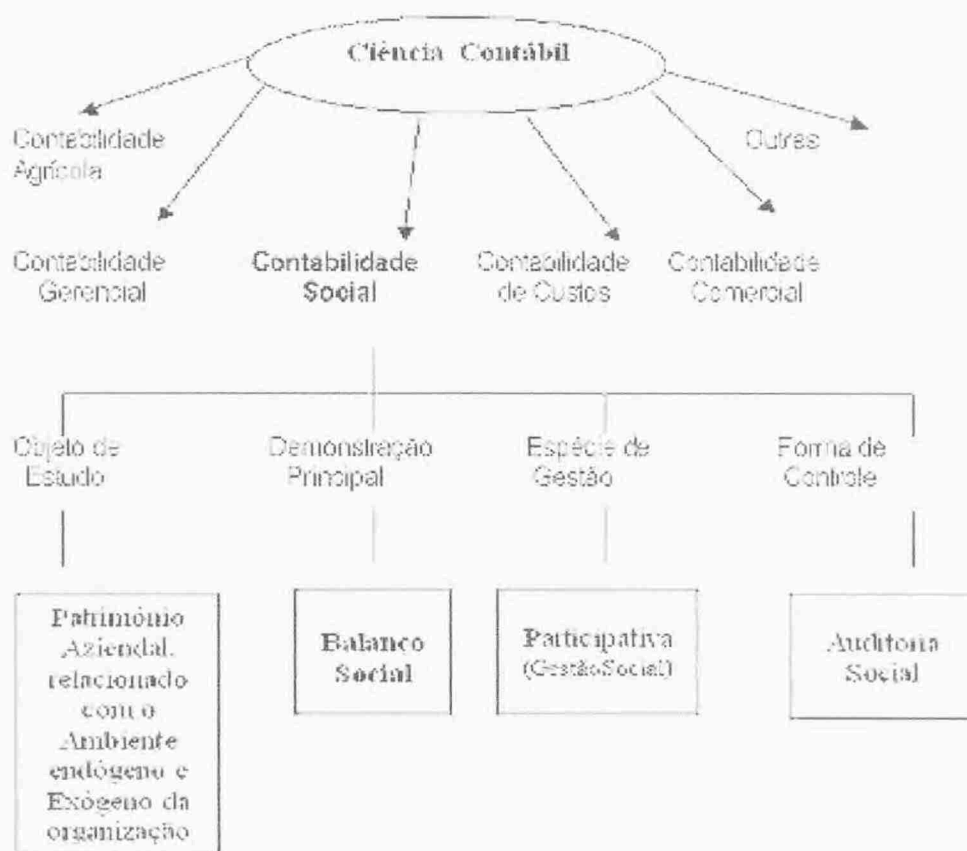 Ciência Contábil
Contabilidade
Agrícola
Outras
Contabilidade
Gerencial
Contabilidade
Social
Contabilidade
de Custos
Contabilidade
Comercial
Objeto de
Estudo
Demonstração
Principal
Espécie de
Gestão
Forma de
Controle
Patrimônio
Aziendal,
relacionado
com o
Ambiente
endógeno e
Exógeno da
organização
Balanço
Social
Participativa
(GestãoSocial)
Auditoria
Social